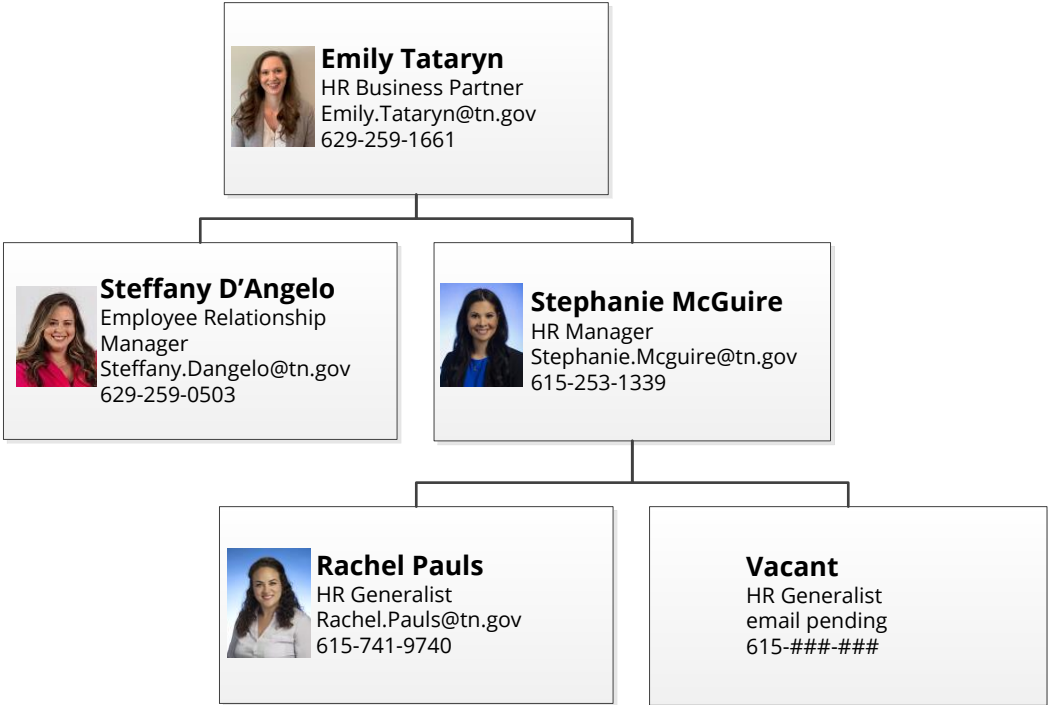 Emily Tataryn
HR Business Partner
Emily.Tataryn@tn.gov
629-259-1661
Steffany D’Angelo
Employee Relationship
Manager
Steffany.Dangelo@tn.gov
629-259-0503
Stephanie McGuire
HR Manager
Stephanie.Mcguire@tn.gov
615-253-1339
Rachel Pauls
HR Generalist
Rachel.Pauls@tn.gov
615-741-9740
Vacant
HR Generalist
email pending
615-###-###